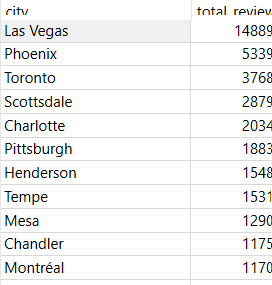 city total_review
Las Vegas 14889
Phoenix 5339
Toronto 3768
Scottsdale 2879
Charlotte 2034
Pittsburgh 1883
Henderson 1548
Tempe 1531
Mesa 1290
Chandler 1175
Montréal 1170